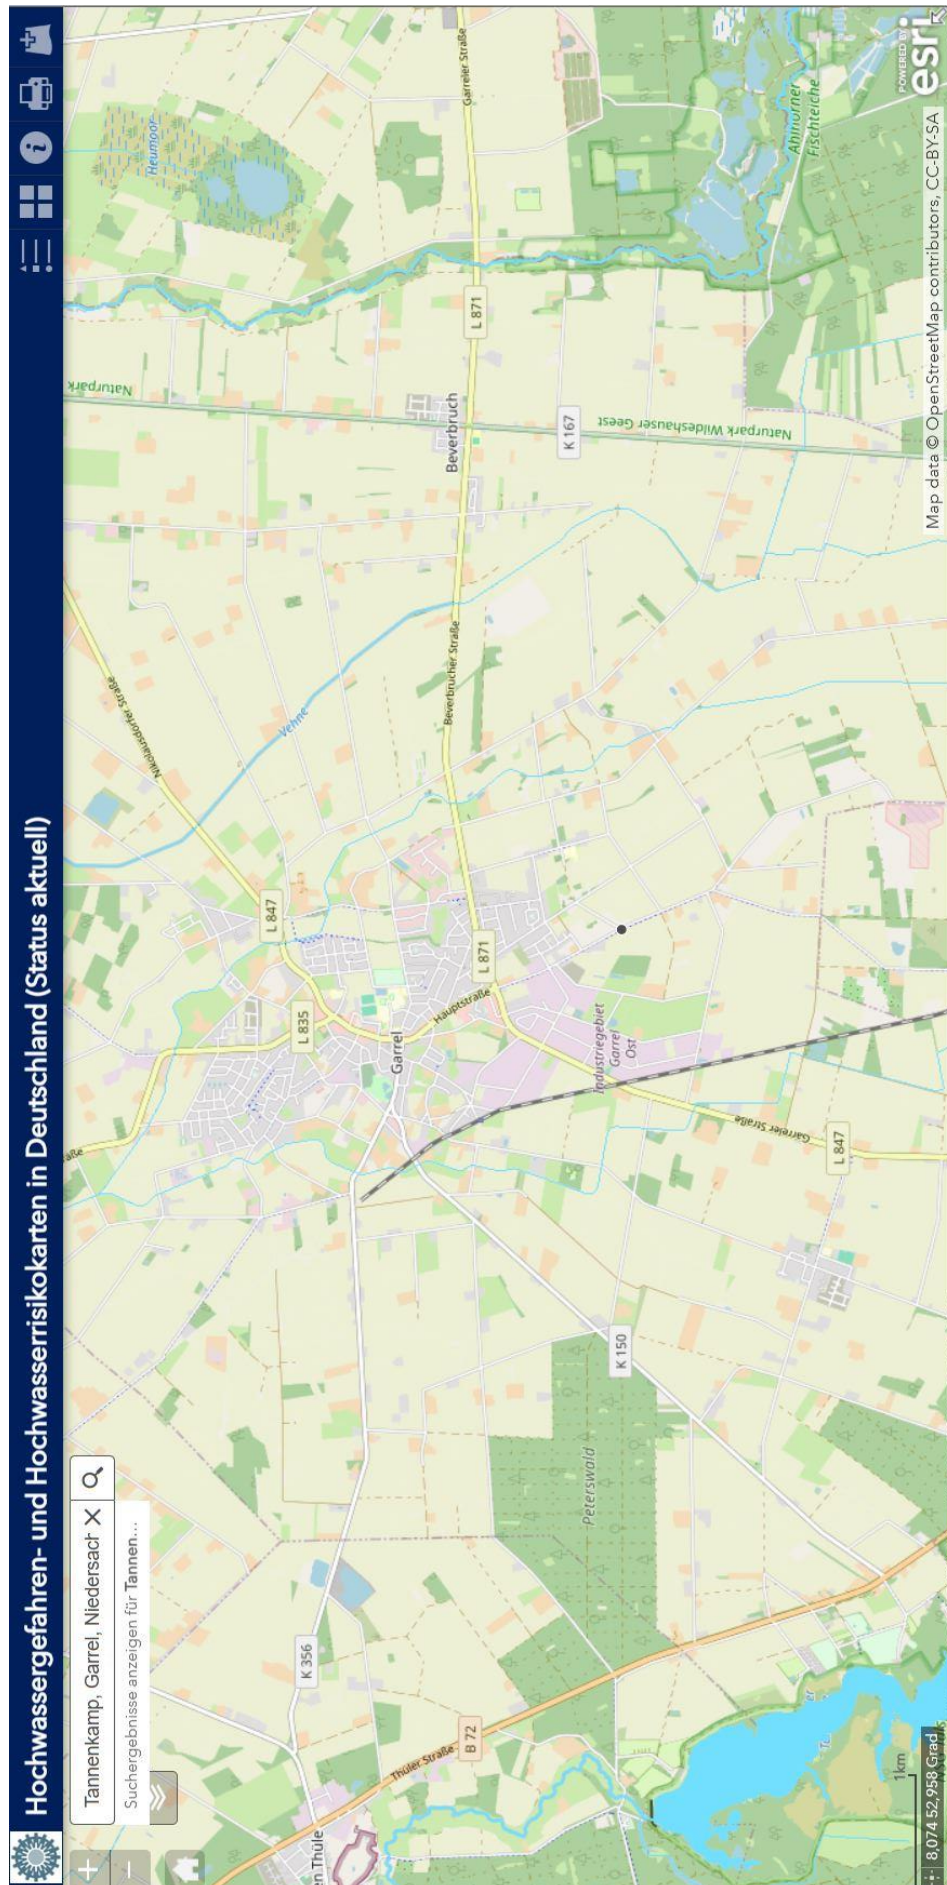 Hochwassergefahren- und Hochwasserrisikokarten in Deutschland (Status aktuell)
Tannenkamp, Garrel, Niedersach
Suchergebnisse anzeigen für Tannen...
raße
Nikolausdorfer Straße
Naturpark
Heumoor
L 835
L 847
Vehne
K 356
Garrel
Hauptstraße
Beverbruch
Thüler Straße
B 72
L 871
Beverbrucher Straße
L 871
Garreler Straße
en Thüle
Peterswald
K 150
Industriegebiet
Garrel
Ost
K 167
Naturpark Wildeshauser Geest
Garreler Straße
L 847
Ahlhorner
Fischteiche
1km
8,074 52,958 Grad
Map data © OpenStreetMap contributors, CC-BY-SA
POWERED BY
esri